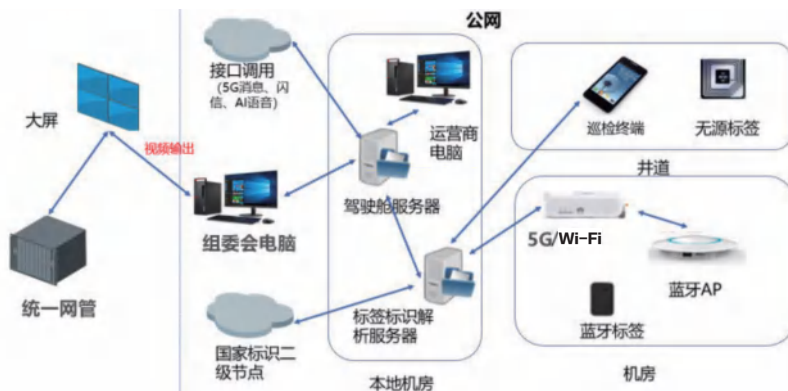 公网
大屏
视频输出
统一网管
接口调用
(5G消息、闪
信、AI语音)
组委会电脑
国家标识二
级节点
运营商
电脑
驾驶舱服务器
标签标识解
析服务器
本地机房
巡检终端
无源标签
井道
5G/Wi-Fi
蓝牙AP
蓝牙标签
机房